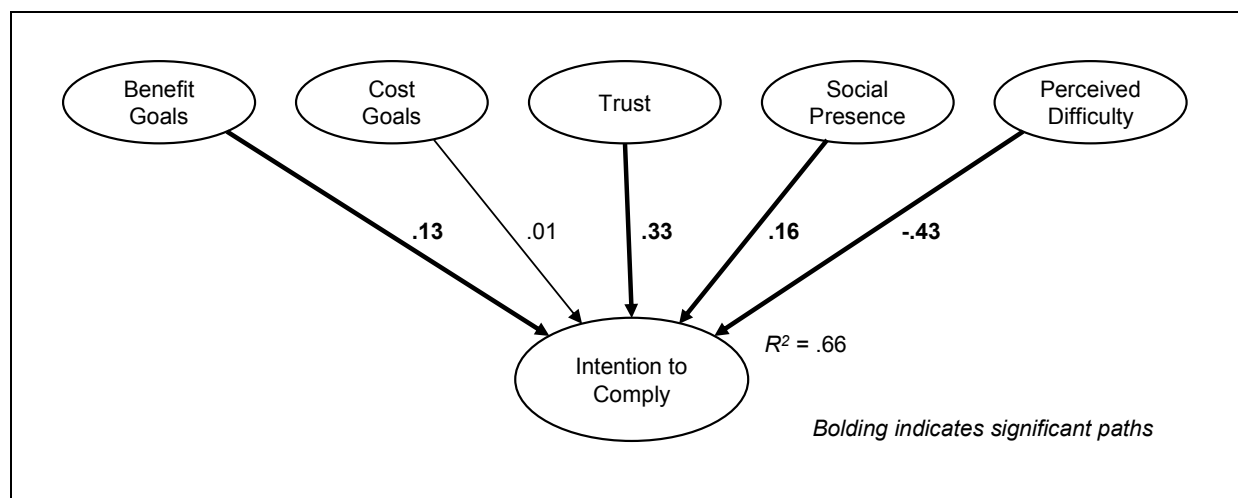 Benefit
Goals
Cost
Goals
Trust
Social
Presence
Perceived
Difficulty
.13
.01
.33
.16
-.43
R² = .66
Intention to
Comply
Bolding indicates significant paths